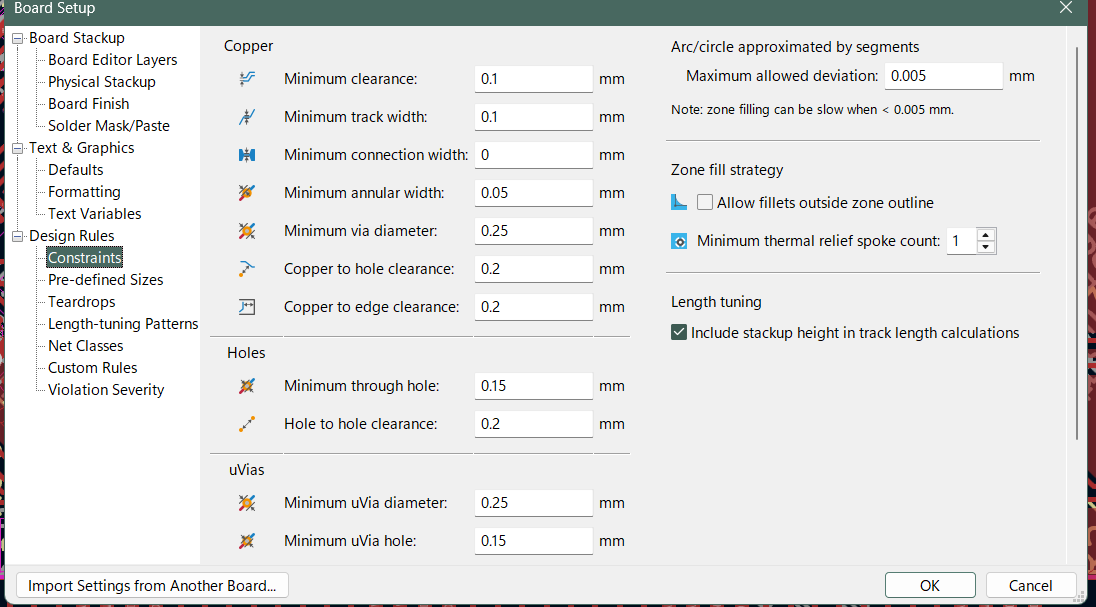 Board Setup
Board Stackup
Board Editor Layers
Physical Stackup
Board Finish
Solder Mask/Paste
Text & Graphics
Defaults
Formatting
Text Variables
Design Rules
Constraints
Pre-defined Sizes
Teardrops
Length-tuning Patterns
Net Classes
Custom Rules
Violation Severity
Copper
Minimum clearance: 0.1 mm
Minimum track width: 0.1 mm
Minimum connection width: 0 mm
Minimum annular width: 0.05 mm
Minimum via diameter: 0.25 mm
Copper to hole clearance: 0.2 mm
Copper to edge clearance: 0.2 mm
Holes
Minimum through hole: 0.15 mm
Hole to hole clearance: 0.2 mm
uVias
Minimum uVia diameter: 0.25 mm
Minimum uVia hole: 0.15 mm
Arc/circle approximated by segments
Maximum allowed deviation: 0.005 mm
Note: zone filling can be slow when < 0.005 mm.
Zone fill strategy
Allow fillets outside zone outline
Minimum thermal relief spoke count: 1
Length tuning
Include stackup height in track length calculations
Import Settings from Another Board...
OK
Cancel